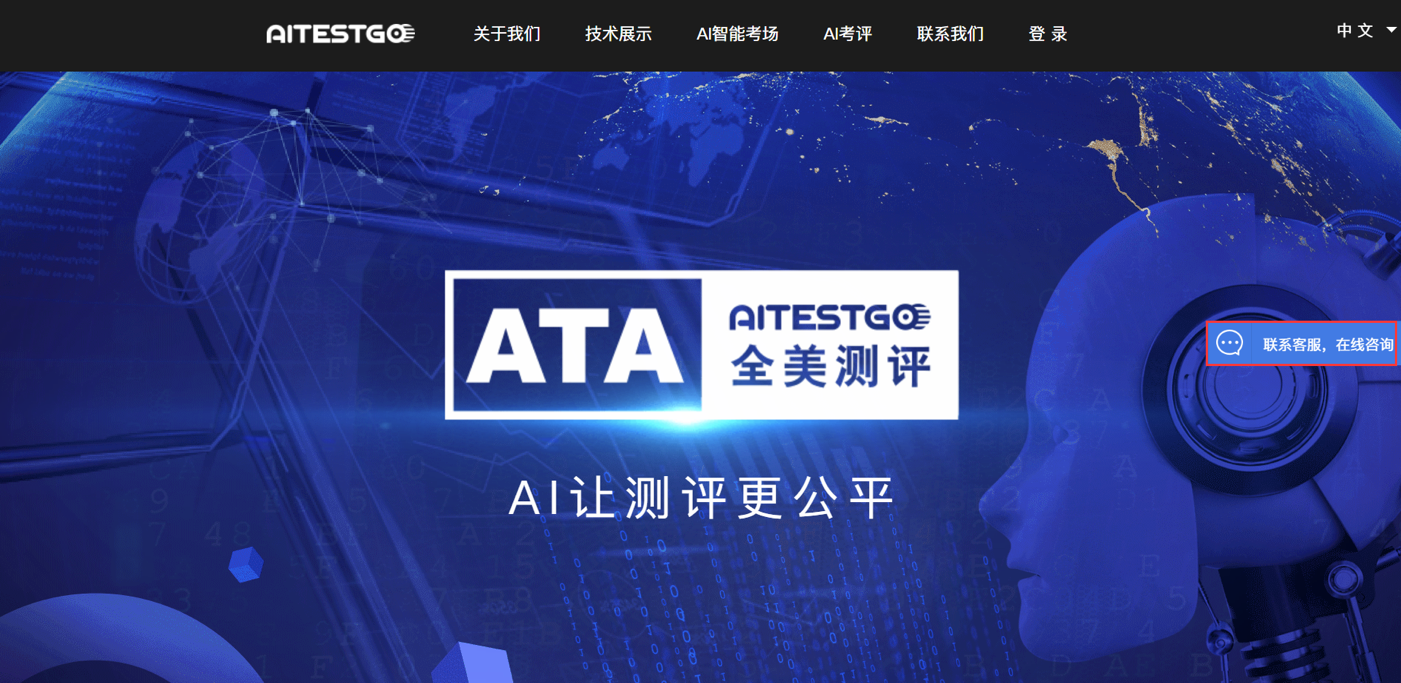 AITESTGO
关于我们
技术展示
AI智能考场
AI考评
联系我们
登 录
中 文
ATA
AITESTGO
全美测评
联系客服，在线咨询
AI让测评更公平